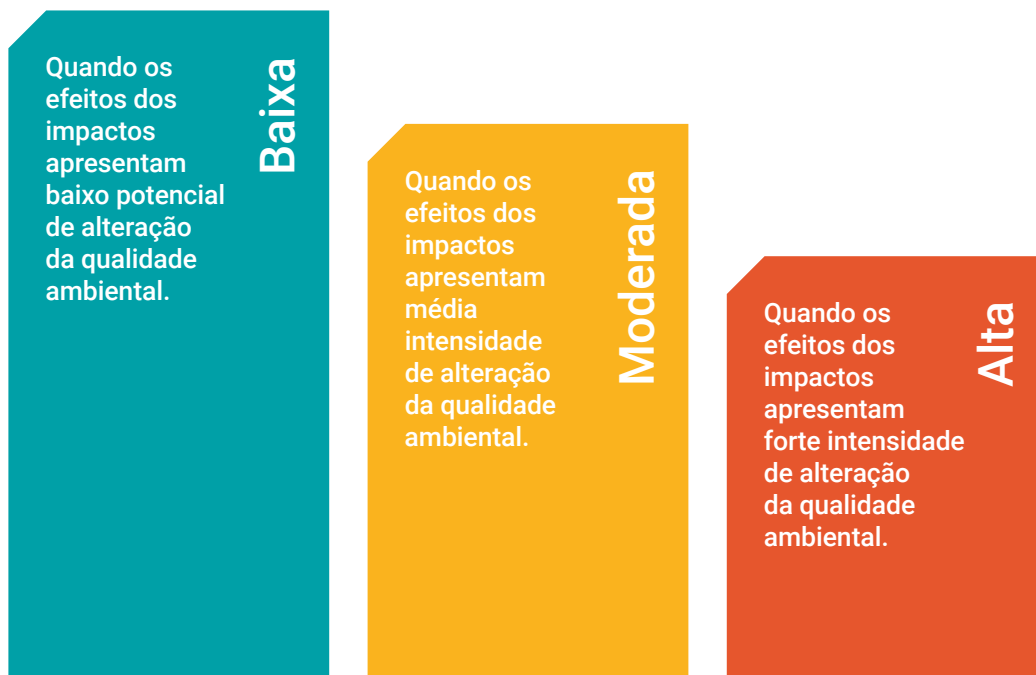 Baixa
Quando os
efeitos dos
impactos
apresentam
baixo potencial
de alteração
da qualidade
ambiental.
Moderada
Quando os
efeitos dos
impactos
apresentam
média
intensidade
de alteração
da qualidade
ambiental.
Alta
Quando os
efeitos dos
impactos
apresentam
forte intensidade
de alteração
da qualidade
ambiental.